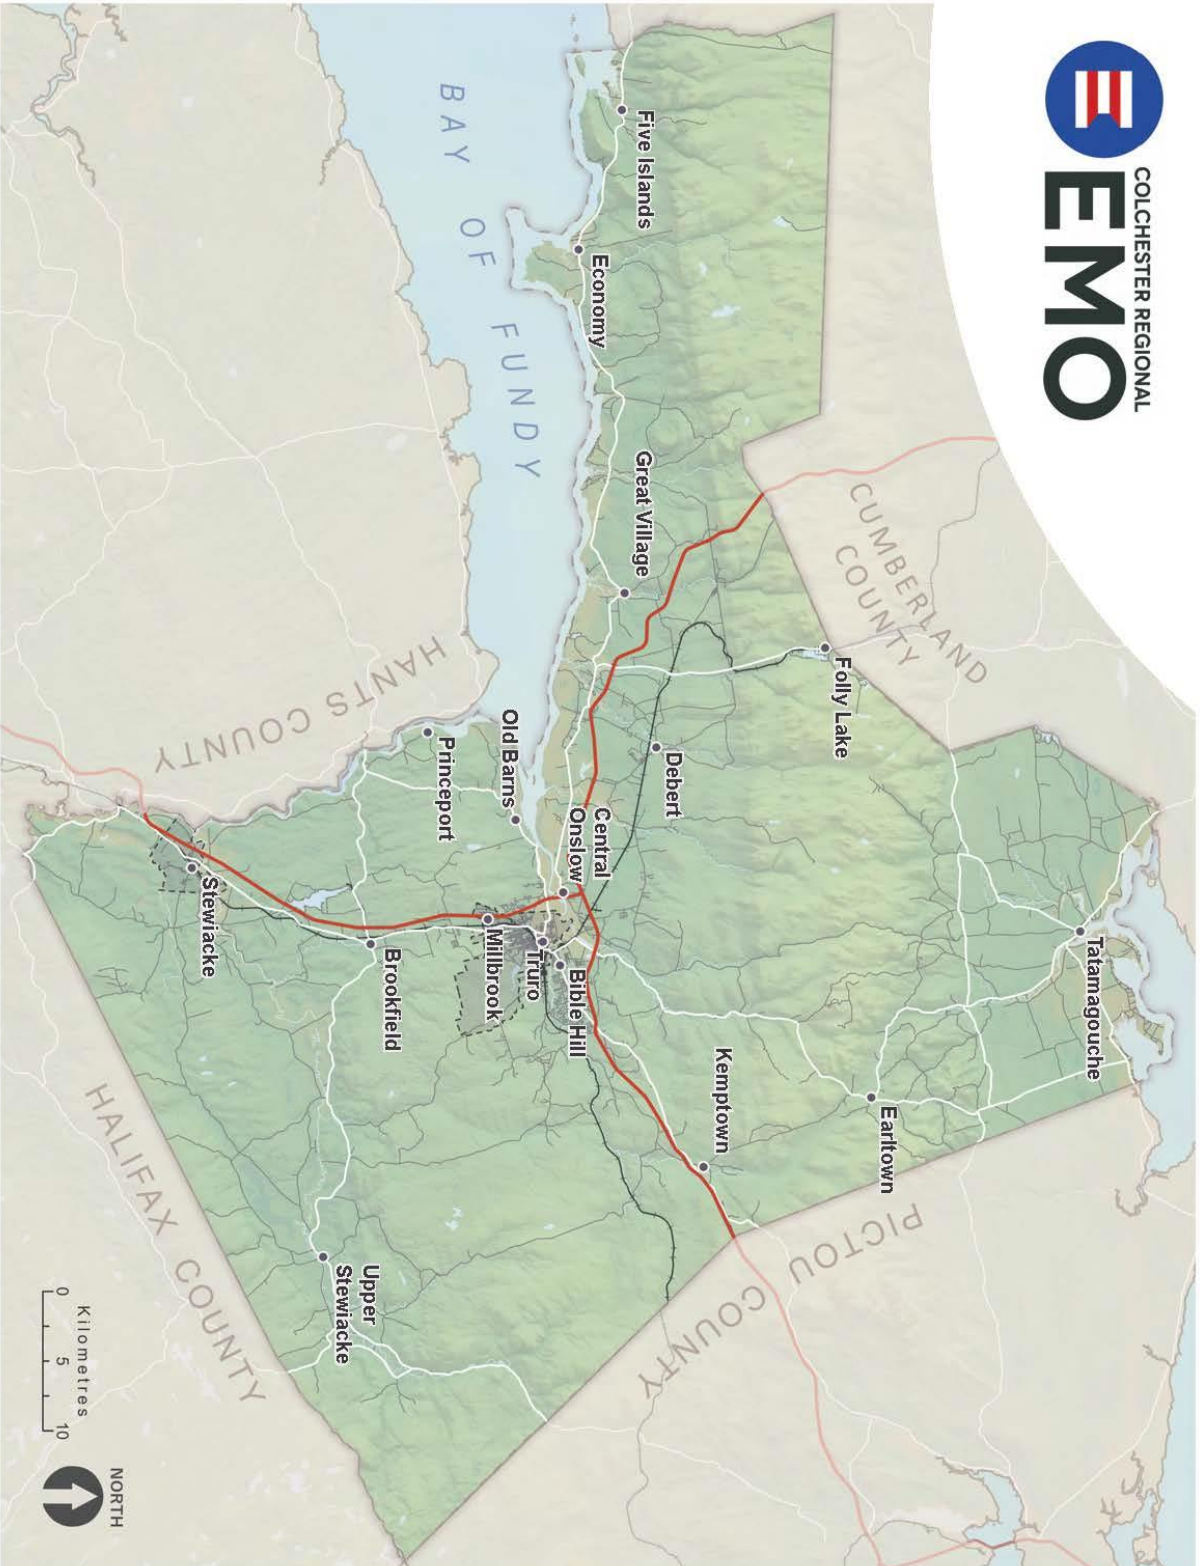 COLCHESTER REGIONAL
EMO
CUMBERLAND
COUNTY
Tatamagouche
Folly Lake
Earltown
Five Islands
Economy
Great Village
Debert
Kemptown
PICTOU COUNTY
BAY OF FUNDY
Central
Onslow
Bible Hill
Old Barns
Truro
Millbrook
Princeport
Brookfield
Upper
Stewiacke
HANTS COUNTY
Stewiacke
HALIFAX COUNTY
NORTH
Kilometres
0 5 10